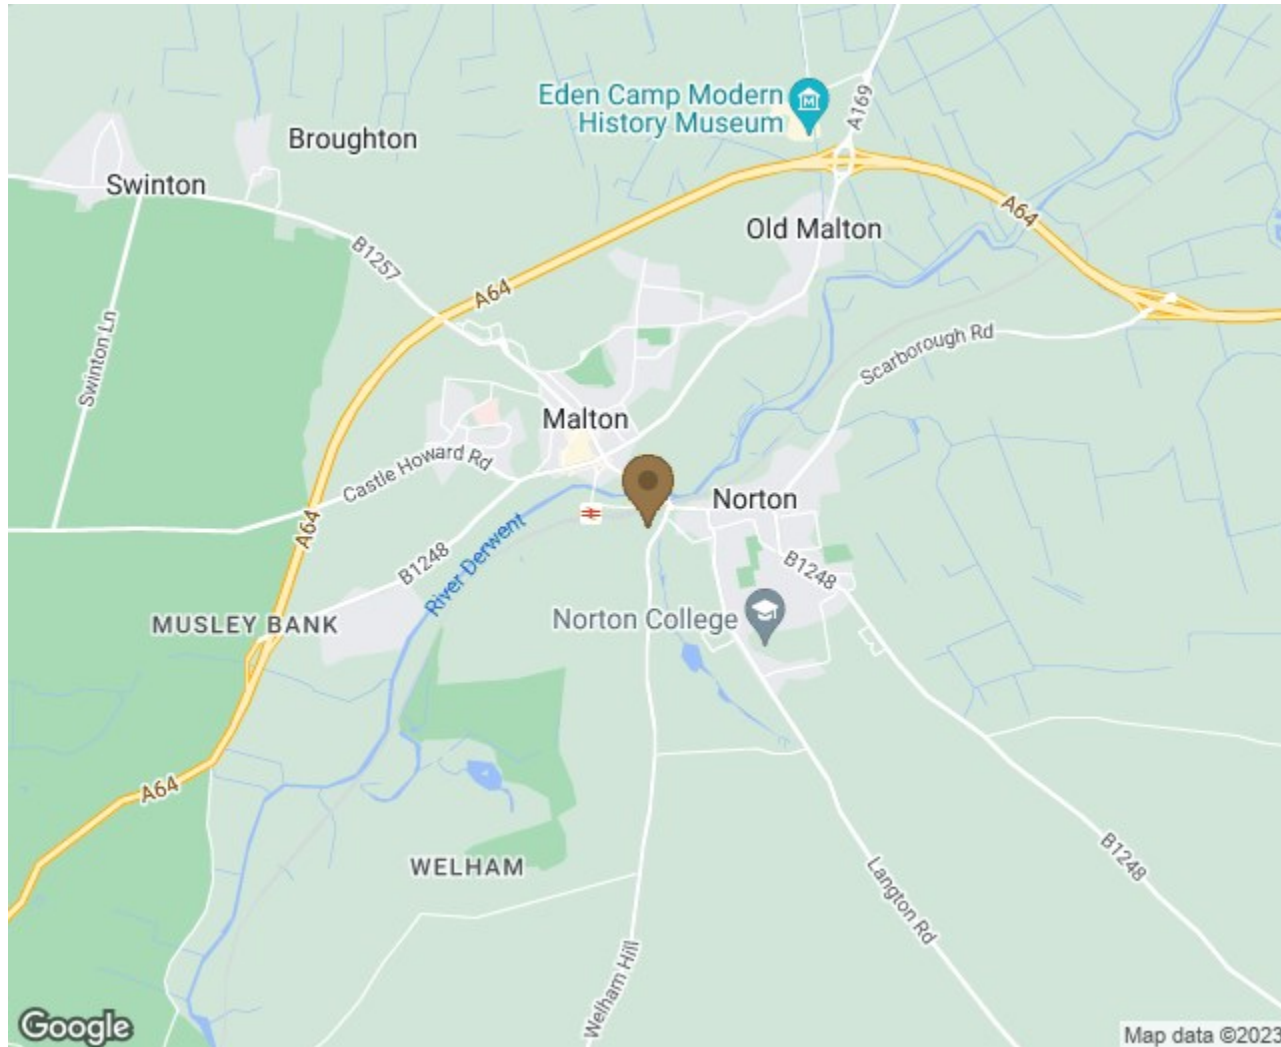 Eden Camp Modern
History Museum
A169
Broughton
Swinton
A64
Old Malton
B1257
A64
Swinton Ln
Scarborough Rd
Malton
Castle Howard Rd
Norton
A64
B1248
River Derwent
B1248
MUSLEY BANK
Norton College
A64
WELHAM
B1248
Langton Rd
Welham Hill
Google
Map data ©2023